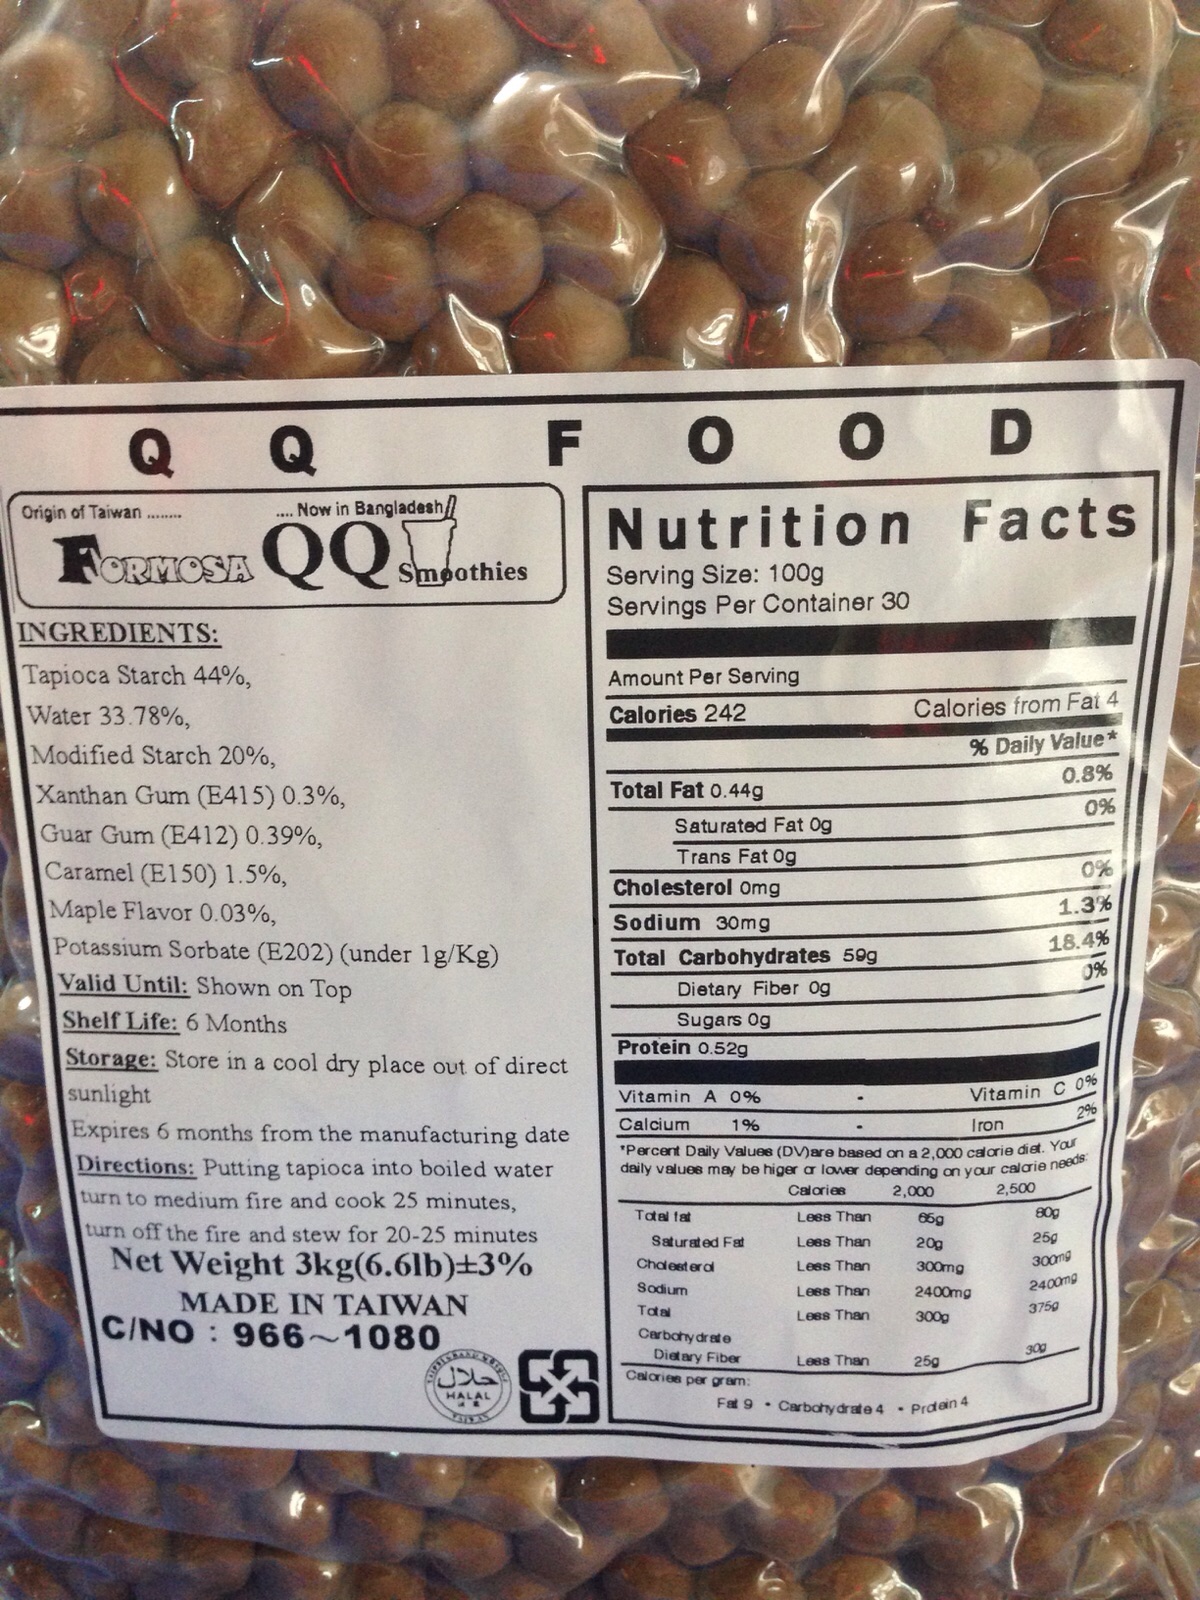 QQ FOOD
Origin of Taiwan ........ .... Now in Bangladesh
FORMOSA QQ Smoothies
INGREDIENTS:
Tapioca Starch 44%,
Water 33.78%,
Modified Starch 20%,
Xanthan Gum (E415) 0.3%,
Guar Gum (E412) 0.39%,
Caramel (E150) 1.5%,
Maple Flavor 0.03%,
Potassium Sorbate (E202) (under 1g/Kg)
Valid Until: Shown on Top
Shelf Life: 6 Months
Storage: Store in a cool dry place out of direct
sunlight
Expires 6 months from the manufacturing date
Directions: Putting tapioca into boiled water
turn to medium fire and cook 25 minutes,
turn off the fire and stew for 20-25 minutes
Net Weight 3kg(6.6lb)±3%
MADE IN TAIWAN
C/NO : 966~1080
حلال
HALAL
Nutrition Facts
Serving Size: 100g
Servings Per Container 30
Amount Per Serving
Calories 242 Calories from Fat 4
% Daily Value*
Total Fat 0.44g 0.8%
Saturated Fat 0g 0%
Trans Fat 0g
Cholesterol 0mg 0%
Sodium 30mg 1.3%
Total Carbohydrates 59g 18.4%
Dietary Fiber 0g 0%
Sugars 0g
Protein 0.52g
Vitamin A 0% - Vitamin C 0%
Calcium 1% - Iron 2%
*Percent Daily Values (DV)are based on a 2,000 calorie diet. Your
daily values may be higer or lower depending on your calorie needs:
Calories 2,000 2,500
Total fat Less Than 65g 80g
Saturated Fat Less Than 20g 25g
Cholesterol Less Than 300mg 300mg
Sodium Less Than 2400mg 2400mg
Total Less Than 300g 375g
Carbohydrate
Dietary Fiber Less Than 25g 30g
Calories per gram:
Fat 9 • Carbohydrate 4 • Protein 4